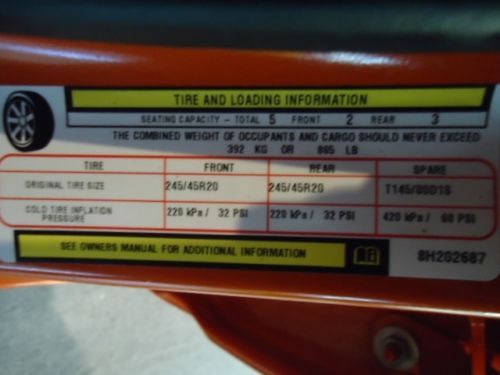 TIRE AND LOADING INFORMATION
SEATING CAPACITY - TOTAL 5 FRONT 2 REAR 3
THE COMBINED WEIGHT OF OCCUPANTS AND CARGO SHOULD NEVER EXCEED
392 KG OR 865 LB
TIRE FRONT REAR SPARE
ORIGINAL TIRE SIZE 245/45R20 245/45R20 T145/80D18
COLD TIRE INFLATION PRESSURE 220 kPa / 32 PSI 220 kPa / 32 PSI 420 kPa / 60 PSI
SEE OWNERS MANUAL FOR ADDITIONAL INFORMATION
BH202687